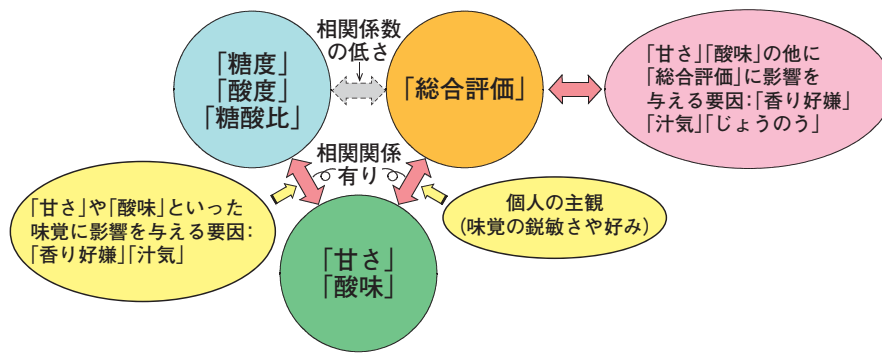 相関係数
の低さ
「糖度」
「酸度」
「糖酸比」
「総合評価」
「甘さ」「酸味」の他に
「総合評価」に影響を
与える要因：「香り好嫌」
「汁気」「じょうのう」
相関関係
有り
「甘さ」や「酸味」といった
味覚に影響を与える要因：
「香り好嫌」「汁気」
個人の主観
(味覚の鋭敏さや好み)
「甘さ」
「酸味」